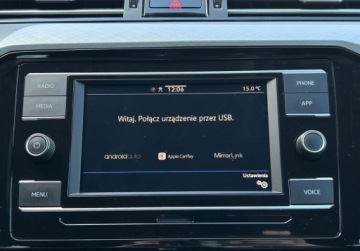 RADIO
MEDIA
MENU
12:06
15.0 °C
Witaj. Połącz urządzenie przez USB.
androidauto
Apple CarPlay
MirrorLink
Ustawienia
PHONE
APP
VOICE